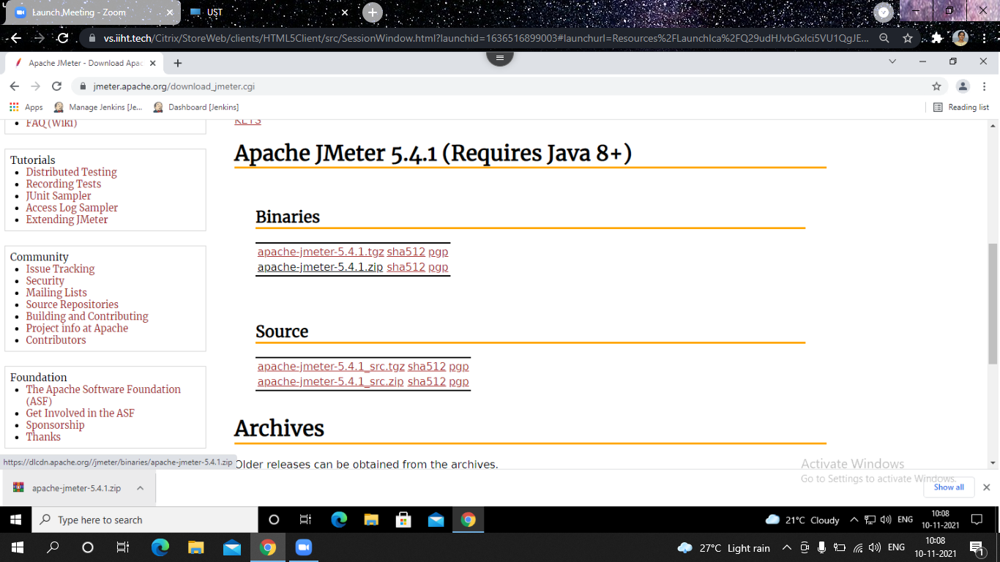 Launch Meeting - Zoom
UST
vs.iiht.tech/Citrix/StoreWeb/clients/HTML5Client/src/SessionWindow.html?launchid=1636516899003#launchurl=Resources%2FLaunchIca%2FQ29udHJvbGxlci5VU1QgJE...
Apache JMeter - Download Apac
jmeter.apache.org/download_jmeter.cgi
Apps
Manage Jenkins [Je...
Dashboard [Jenkins]
Reading list
FAQ (Wiki)
Tutorials
Distributed Testing
Recording Tests
JUnit Sampler
Access Log Sampler
Extending JMeter
Community
Issue Tracking
Security
Mailing Lists
Source Repositories
Building and Contributing
Project info at Apache
Contributors
Foundation
The Apache Software Foundation
(ASF)
Get Involved in the ASF
Sponsorship
Thanks
KEYS
Apache JMeter 5.4.1 (Requires Java 8+)
Binaries
apache-jmeter-5.4.1.tgz sha512 pgp
apache-jmeter-5.4.1.zip sha512 pgp
Source
apache-jmeter-5.4.1_src.tgz sha512 pgp
apache-jmeter-5.4.1_src.zip sha512 pgp
Archives
Older releases can be obtained from the archives.
https://dlcdn.apache.org//jmeter/binaries/apache-jmeter-5.4.1.zip
Activate Windows
Go to Settings to activate Windows.
apache-jmeter-5.4.1.zip
Show all
Type here to search
21°C Cloudy
ENG
10:08
10-11-2021
27°C Light rain
ENG
10:08
10-11-2021
1